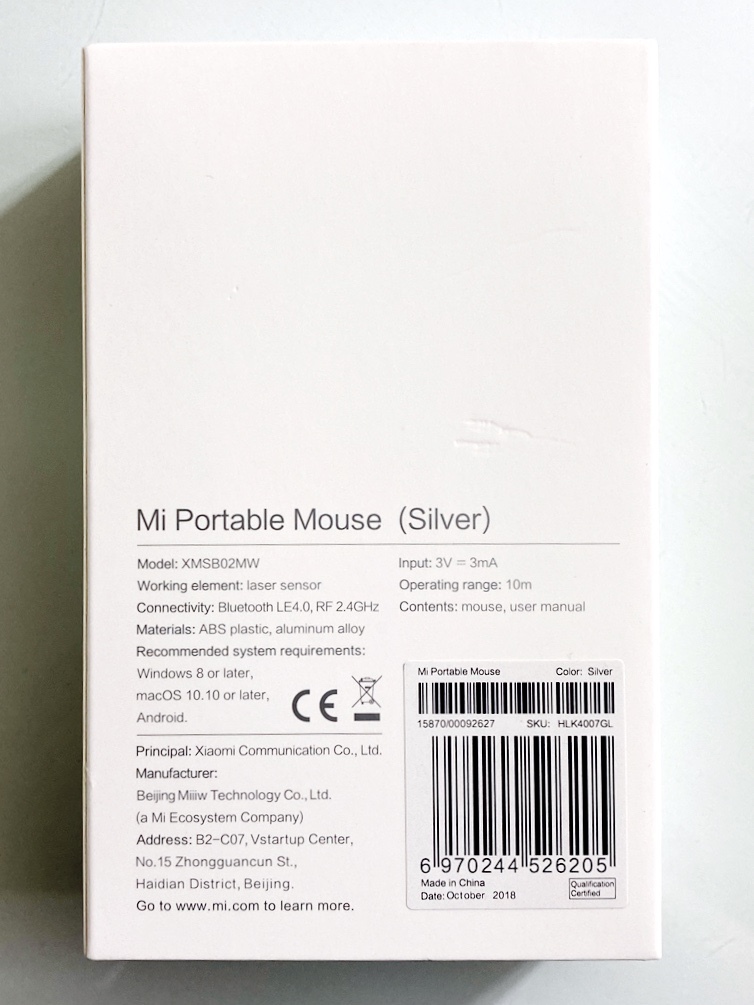 Mi Portable Mouse (Silver)
Model: XMSB02MW
Working element: laser sensor
Connectivity: Bluetooth LE4.0, RF 2.4GHz
Materials: ABS plastic, aluminum alloy
Recommended system requirements:
Windows 8 or later,
macOS 10.10 or later,
Android.
Input: 3V ⎓ 3mA
Operating range: 10m
Contents: mouse, user manual
CE
Principal: Xiaomi Communication Co., Ltd.
Manufacturer:
Beijing Miiiw Technology Co., Ltd.
(a Mi Ecosystem Company)
Address: B2-C07, Vstartup Center,
No.15 Zhongguancun St.,
Haidian District, Beijing.
Go to www.mi.com to learn more.
Mi Portable Mouse Color: Silver
15870/00092627 SKU: HLK4007GL
6 970244 526205
Made in China
Date: October 2018
Qualification
Certified